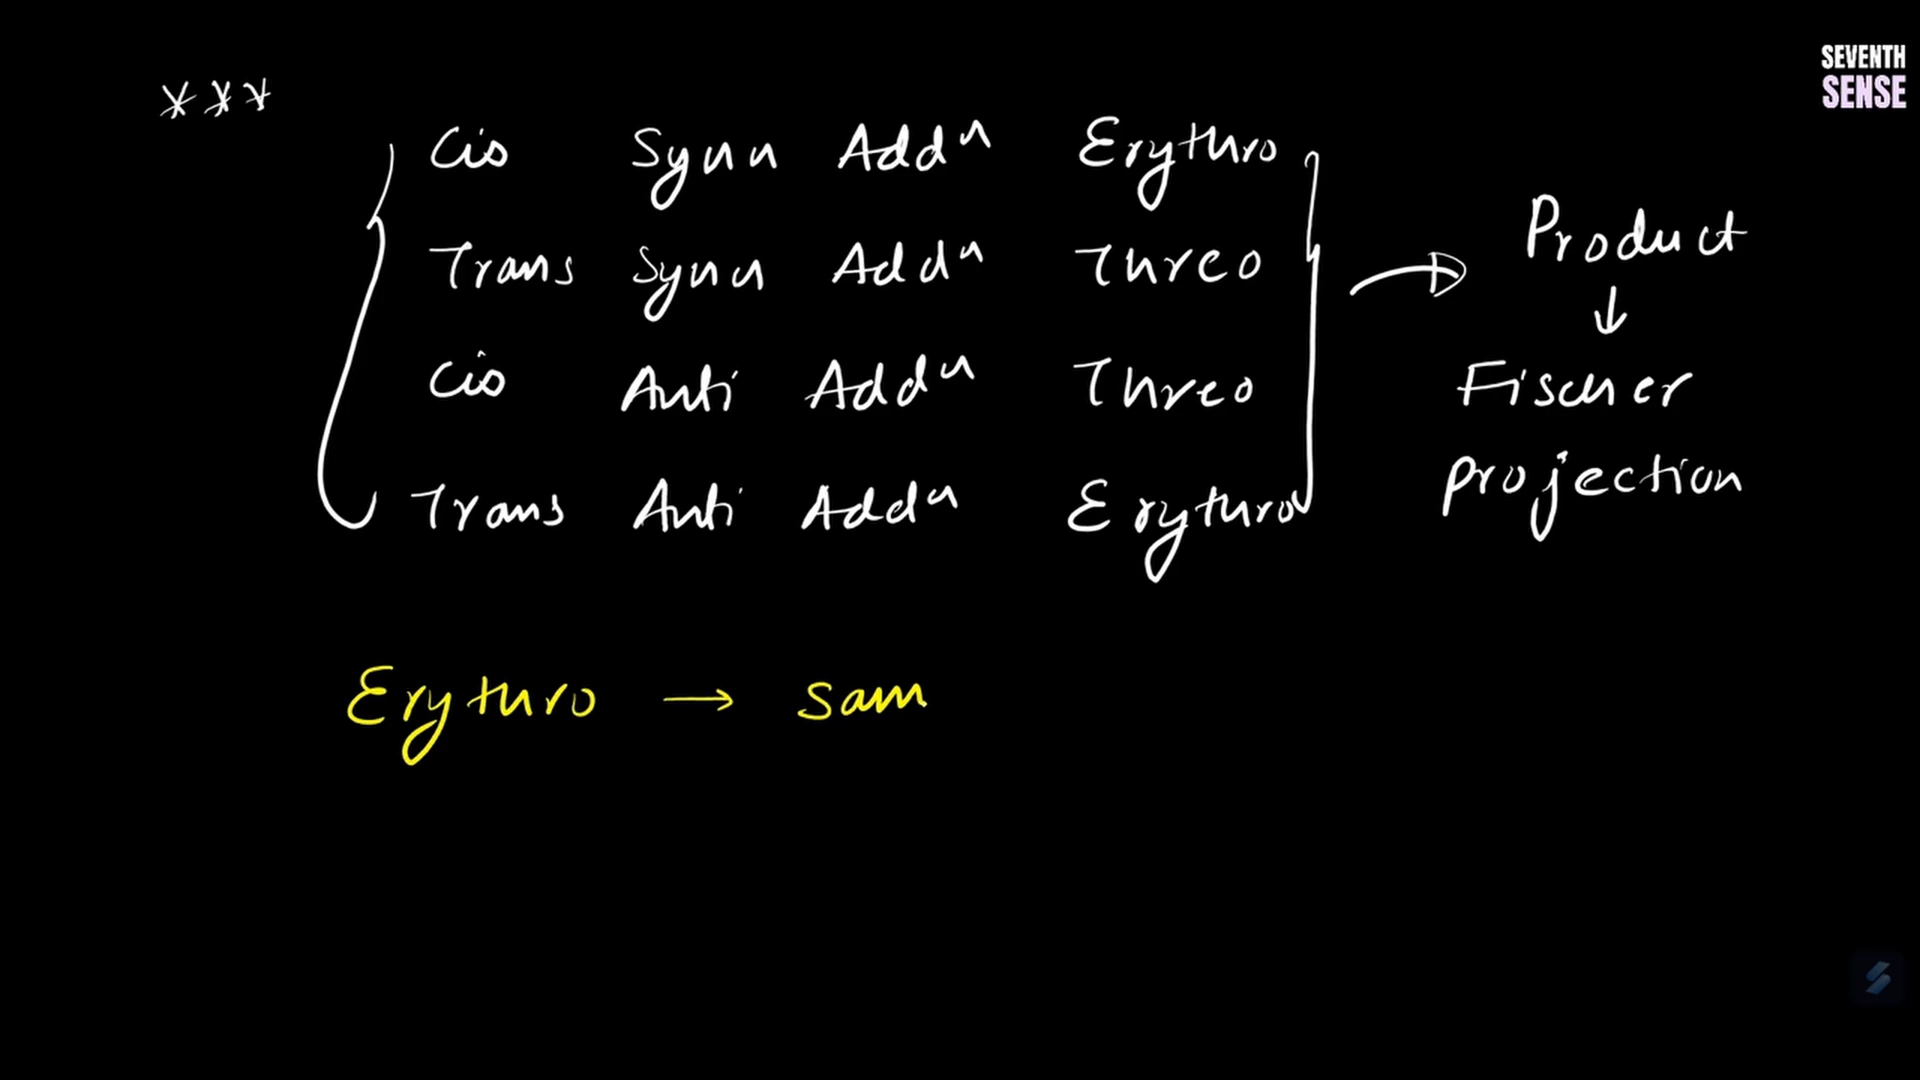 SEVENTH
SENSE
***
Cis Synn Addn Erythro
Trans Synn Addn Threo
Cis Anti Addn Threo
Trans Anti Addn Erythro
Product
↓
Fischer
projection
Erythro → sam